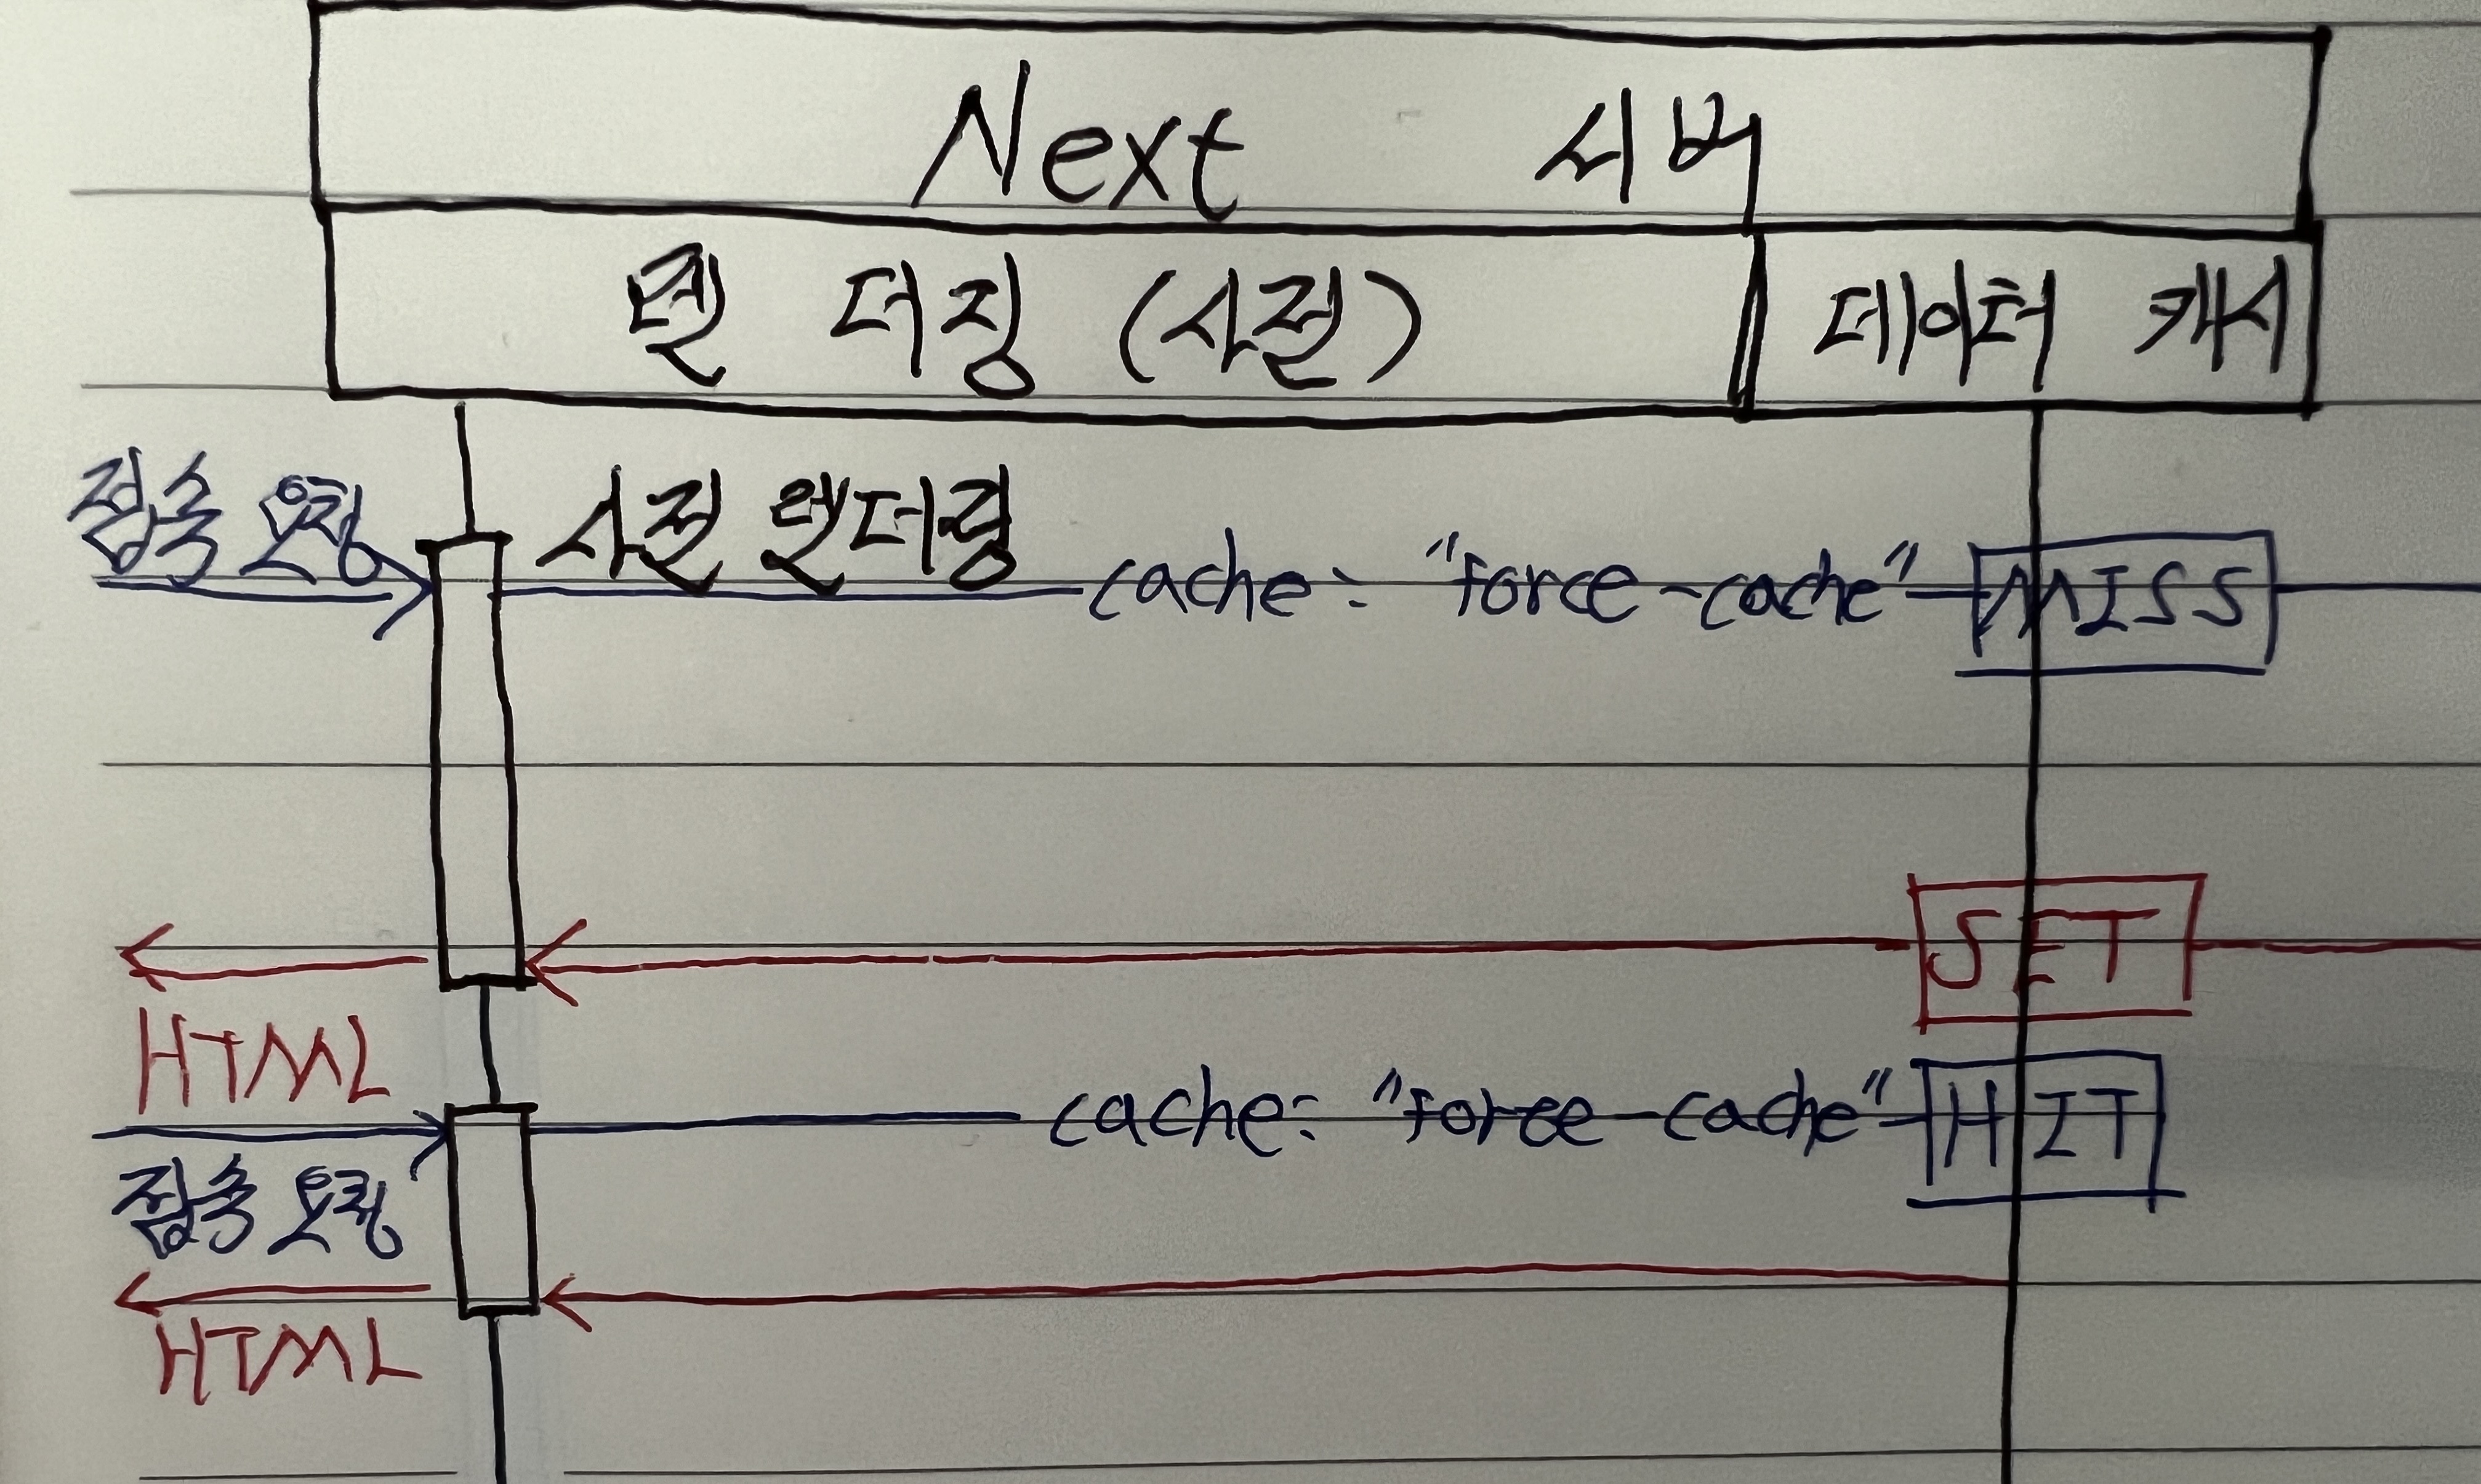 Next 서버
렌더링 (사전)
데이터 캐시
접속 요청
사전 렌더링
cache: "force-cache"
MISS
SET
HTML
cache: "force-cache"
HIT
접속 요청
HTML